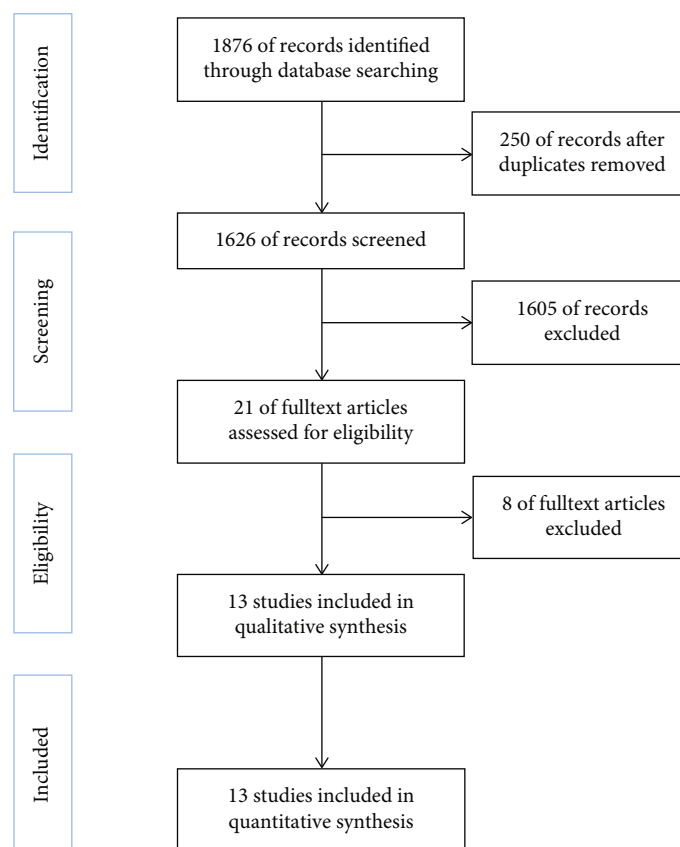 Identification
1876 of records identified
through database searching
250 of records after
duplicates removed
Screening
1626 of records screened
1605 of records
excluded
21 of fulltext articles
assessed for eligibility
Eligibility
8 of fulltext articles
excluded
13 studies included in
qualitative synthesis
Included
13 studies included in
quantitative synthesis